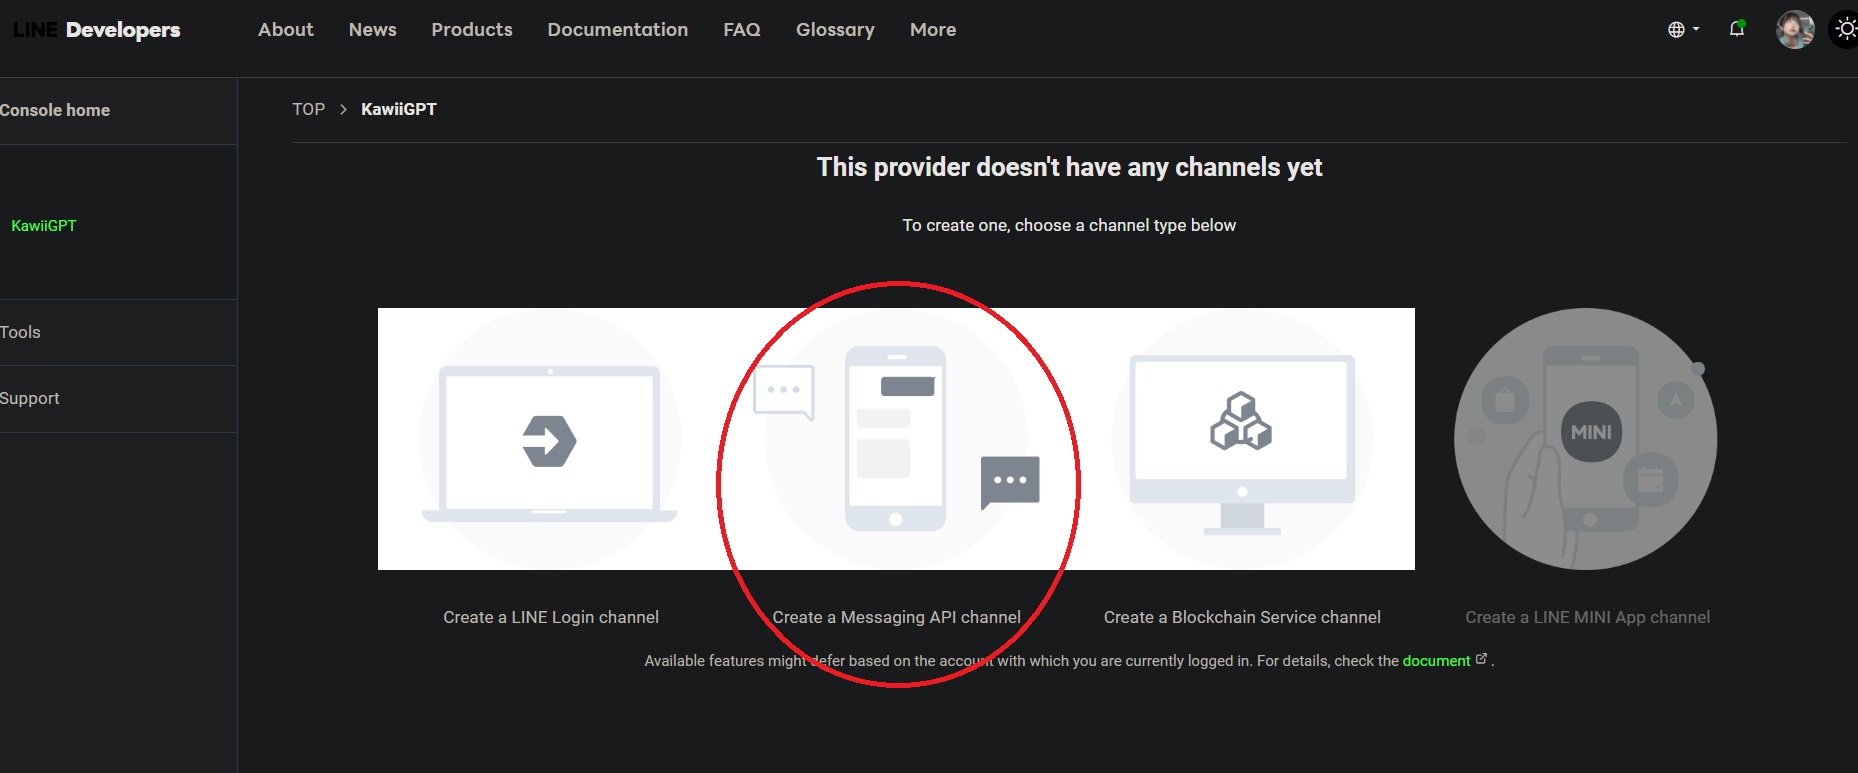 LINE Developers About News Products Documentation FAQ Glossary More
Console home
KawiiGPT
Tools
Support
TOP > KawiiGPT
This provider doesn't have any channels yet
To create one, choose a channel type below
MINI
Create a LINE Login channel
Create a Messaging API channel
Create a Blockchain Service channel
Create a LINE MINI App channel
Available features might defer based on the account with which you are currently logged in. For details, check the document .